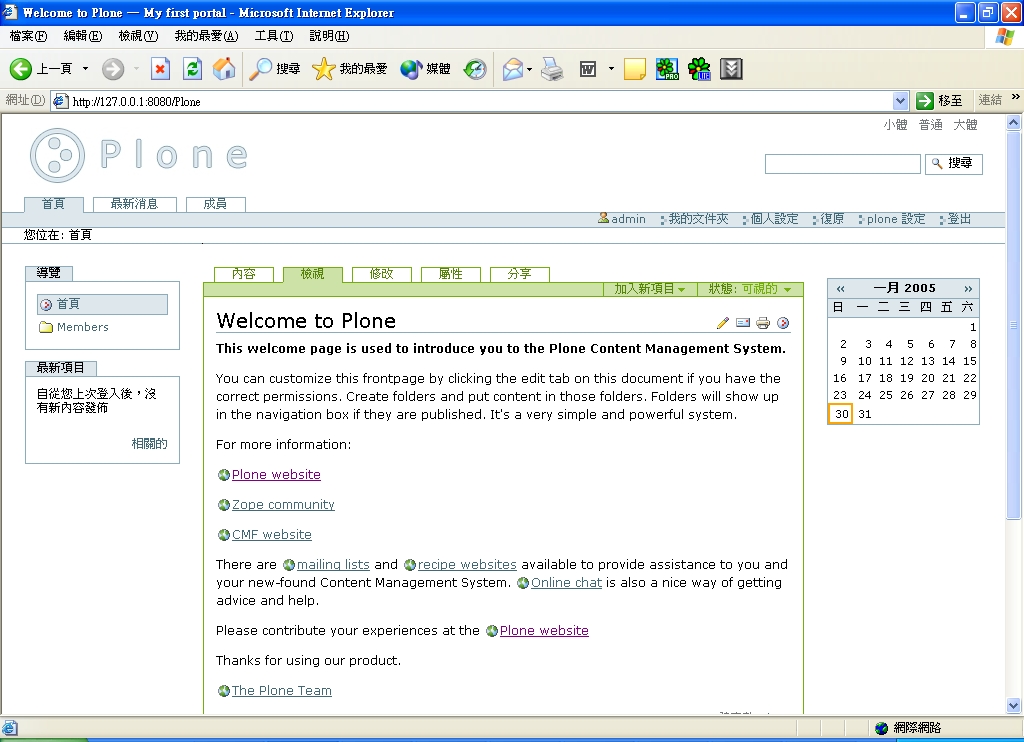 Welcome to Plone — My first portal - Microsoft Internet Explorer
檔案(F) 編輯(E) 檢視(V) 我的最愛(A) 工具(T) 說明(H)
上一頁 搜尋 我的最愛 媒體
網址(D) http://127.0.0.1:8080/Plone 移至 連結 »
小體 普通 大體
Plone
搜尋
首頁 最新消息 成員
admin 我的文件夾 個人設定 復原 plone 設定 登出
您位在: 首頁
導覽
首頁
Members
最新項目
自從您上次登入後，沒
有新內容發佈
相關的
內容 檢視 修改 屬性 分享
加入新項目 狀態: 可視的
Welcome to Plone
This welcome page is used to introduce you to the Plone Content Management System.
You can customize this frontpage by clicking the edit tab on this document if you have the
correct permissions. Create folders and put content in those folders. Folders will show up
in the navigation box if they are published. It's a very simple and powerful system.
For more information:
Plone website
Zope community
CMF website
There are mailing lists and recipe websites available to provide assistance to you and
your new-found Content Management System. Online chat is also a nice way of getting
advice and help.
Please contribute your experiences at the Plone website
Thanks for using our product.
The Plone Team
« 一月 2005 »
日 一 二 三 四 五 六
1
2 3 4 5 6 7 8
9 10 11 12 13 14 15
16 17 18 19 20 21 22
23 24 25 26 27 28 29
30 31
網際網路